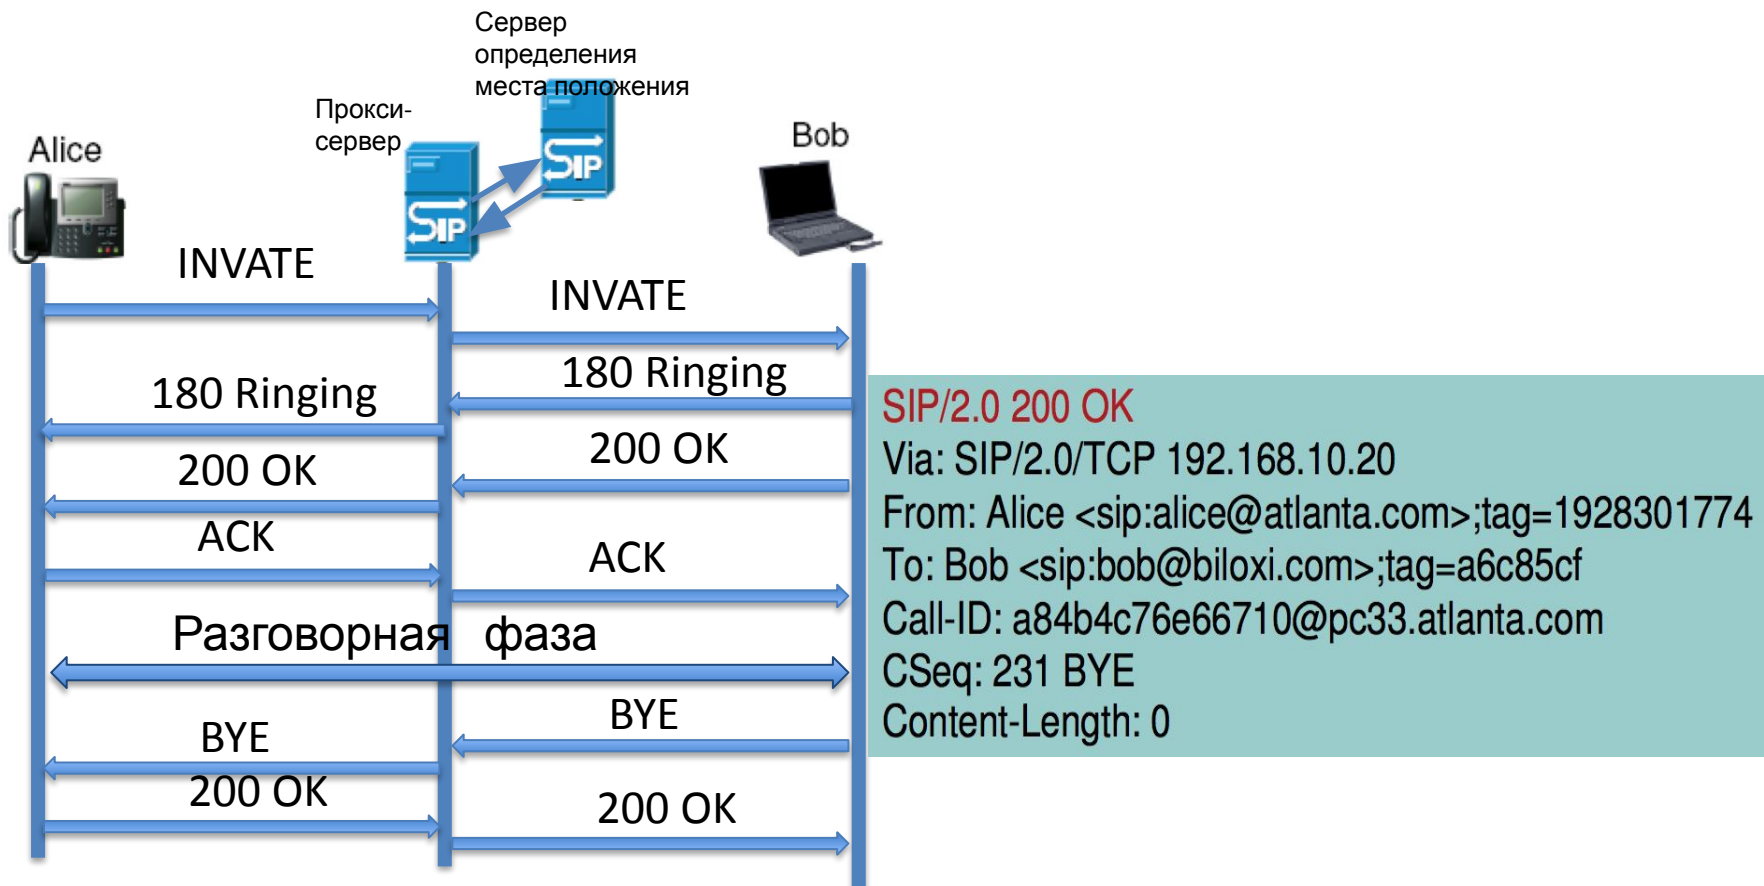 Сервер
определения
места положения
Прокси-
сервер
Alice
Bob
SIP
SIP
INVATE
INVATE
180 Ringing
180 Ringing
200 OK
200 OK
ACK
ACK
Разговорная фаза
BYE
BYE
200 OK
200 OK
SIP/2.0 200 OK
Via: SIP/2.0/TCP 192.168.10.20
From: Alice <sip:alice@atlanta.com>;tag=1928301774
To: Bob <sip:bob@biloxi.com>;tag=a6c85cf
Call-ID: a84b4c76e66710@pc33.atlanta.com
CSeq: 231 BYE
Content-Length: 0